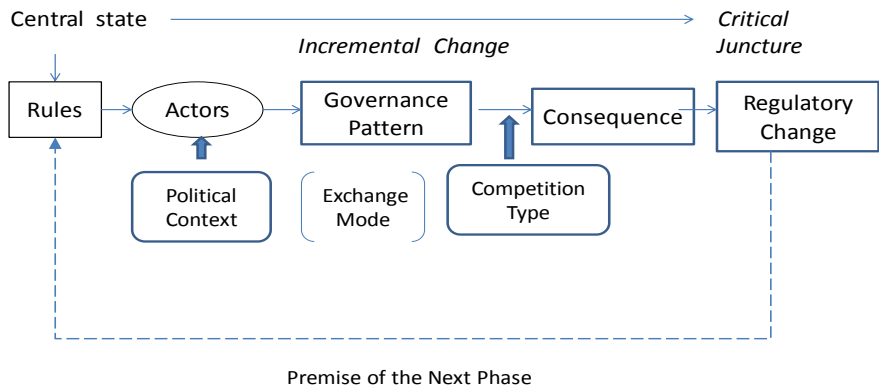 Central state
Critical
Juncture
Incremental Change
Rules
Actors
Governance
Pattern
Consequence
Regulatory
Change
Political
Context
Exchange
Mode
Competition
Type
Premise of the Next Phase